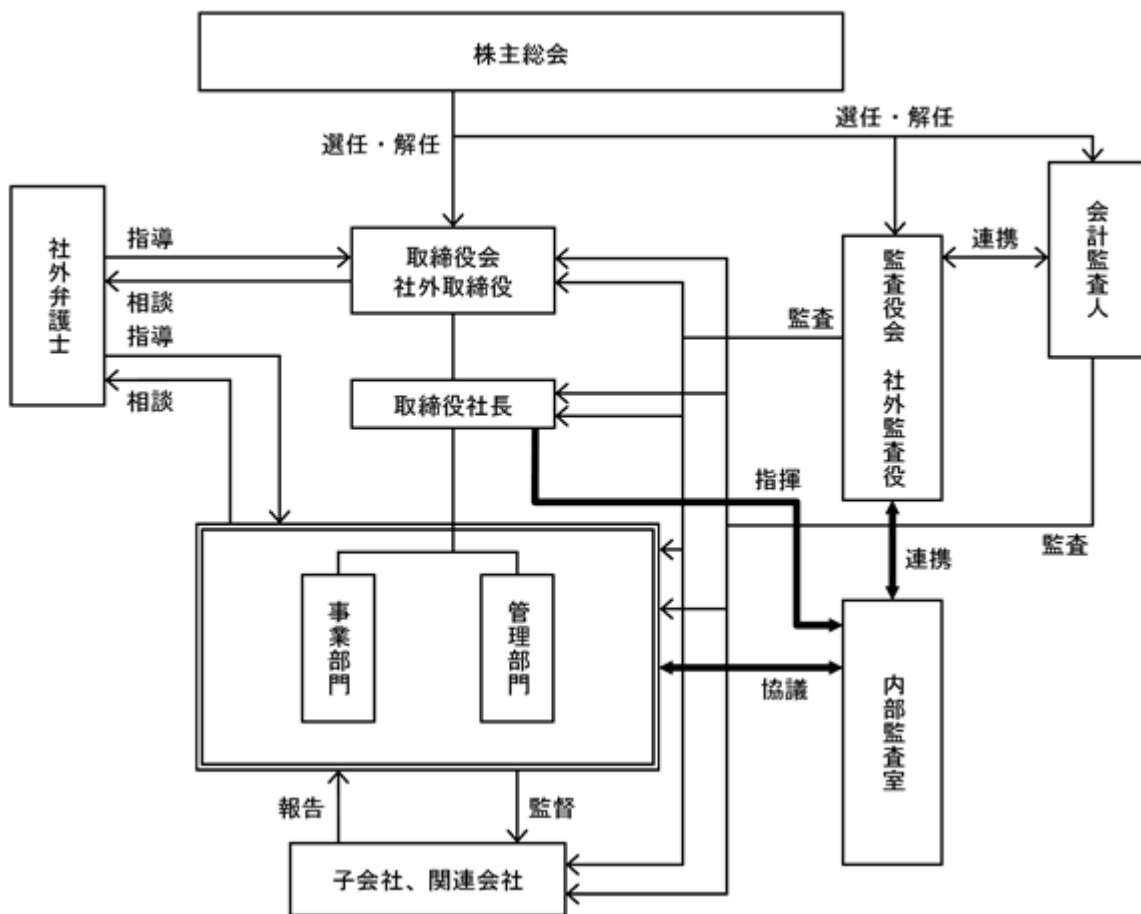 株主総会
選任・解任
選任・解任
社外弁護士
指導
相談
指導
相談
取締役会
社外取締役
取締役社長
監査
監査役会　社外監査役
連携
会計監査人
指揮
連携
監査
事業部門
管理部門
協議
内部監査室
報告
監督
子会社、関連会社